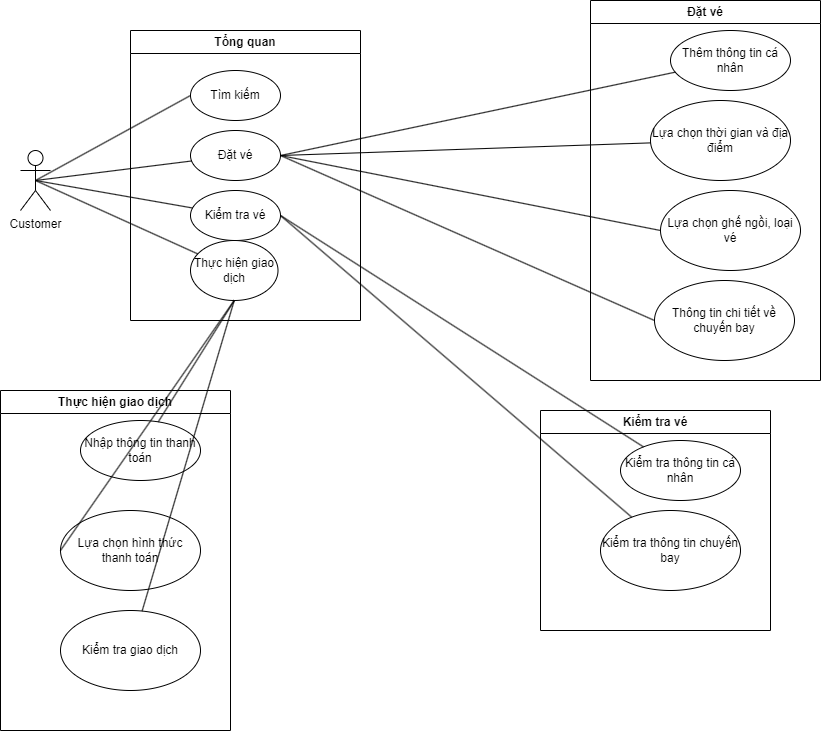 Tổng quan
Tìm kiếm
Đặt vé
Kiểm tra vé
Thực hiện giao
dịch
Customer
Đặt vé
Thêm thông tin cá
nhân
Lựa chọn thời gian và địa
điểm
Lựa chọn ghế ngồi, loại
vé
Thông tin chi tiết về
chuyến bay
Thực hiện giao dịch
Nhập thông tin thanh
toán
Lựa chọn hình thức
thanh toán
Kiểm tra giao dịch
Kiểm tra vé
Kiểm tra thông tin cá
nhân
Kiểm tra thông tin chuyến
bay